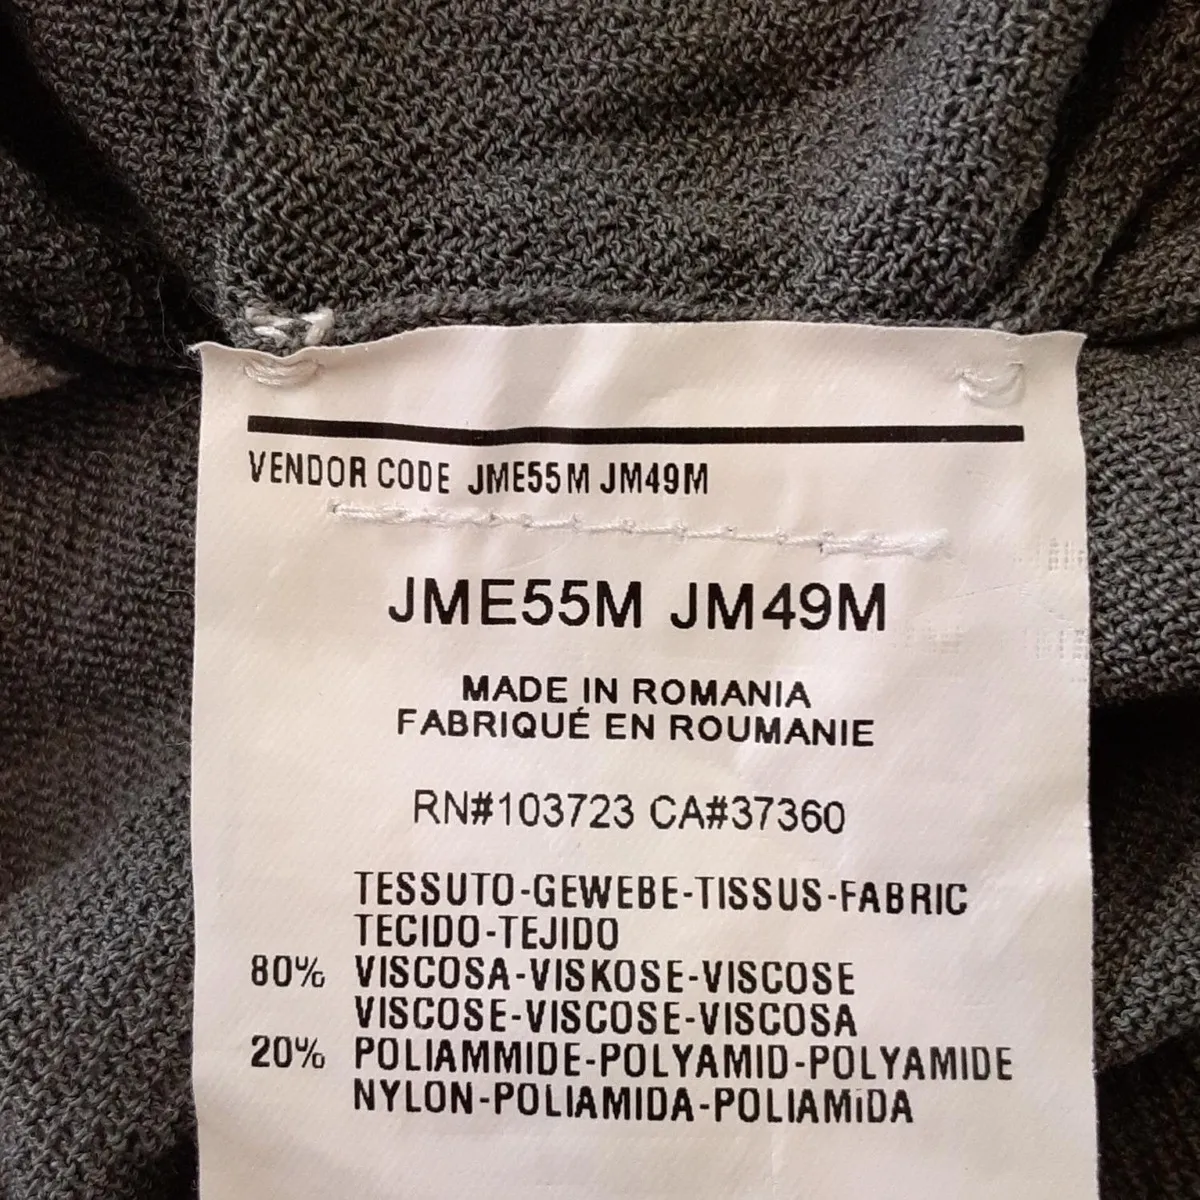 VENDOR CODE JME55M JM49M
JME55M JM49M
MADE IN ROMANIA
FABRIQUÉ EN ROUMANIE
RN#103723 CA#37360
TESSUTO-GEWEBE-TISSUS-FABRIC
TECIDO-TEJIDO
80% VISCOSA-VISKOSE-VISCOSE
VISCOSE-VISCOSE-VISCOSA
20% POLIAMMIDE-POLYAMID-POLYAMIDE
NYLON-POLIAMIDA-POLIAMiDA